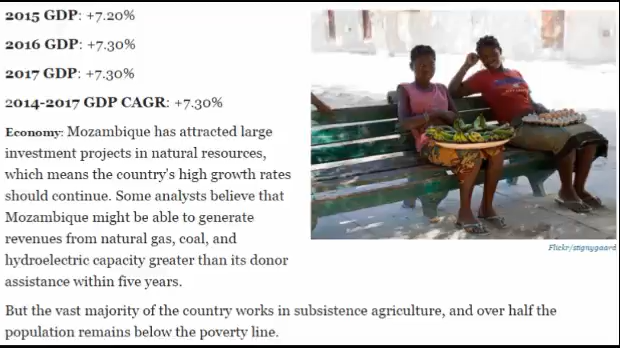 2015 GDP: +7.20%
2016 GDP: +7.30%
2017 GDP: +7.30%
2014-2017 GDP CAGR: +7.30%
Economy: Mozambique has attracted large
investment projects in natural resources,
which means the country's high growth rates
should continue. Some analysts believe that
Mozambique might be able to generate
revenues from natural gas, coal, and
hydroelectric capacity greater than its donor
assistance within five years.
Flickr/stignygaard
But the vast majority of the country works in subsistence agriculture, and over half the
population remains below the poverty line.